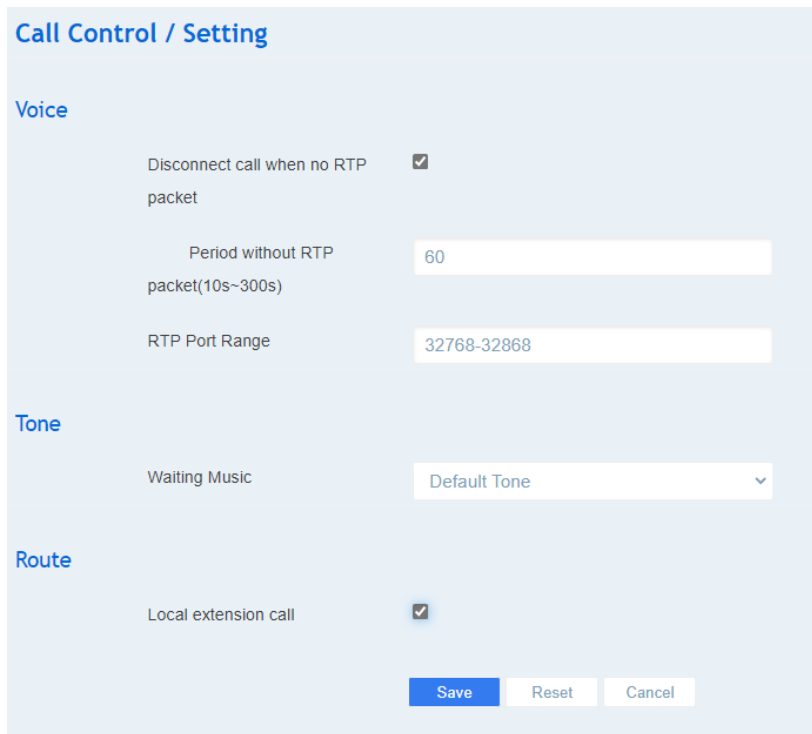 Call Control / Setting
Voice
Disconnect call when no RTP
packet
Period without RTP
packet(10s~300s)
60
RTP Port Range
32768-32868
Tone
Waiting Music
Default Tone
Route
Local extension call
Save Reset Cancel